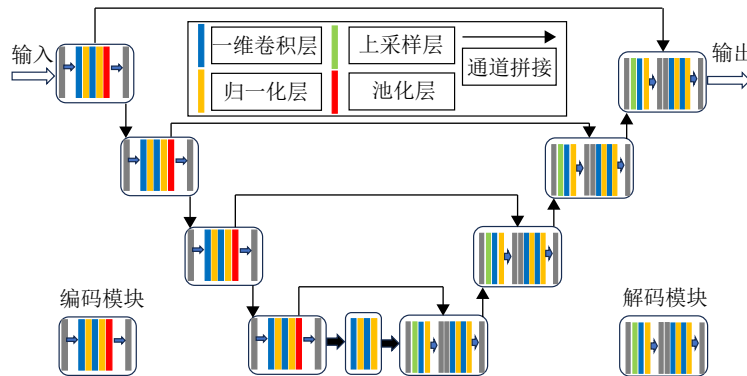 输入
一维卷积层
上采样层
归一化层
池化层
通道拼接
输出
编码模块
解码模块